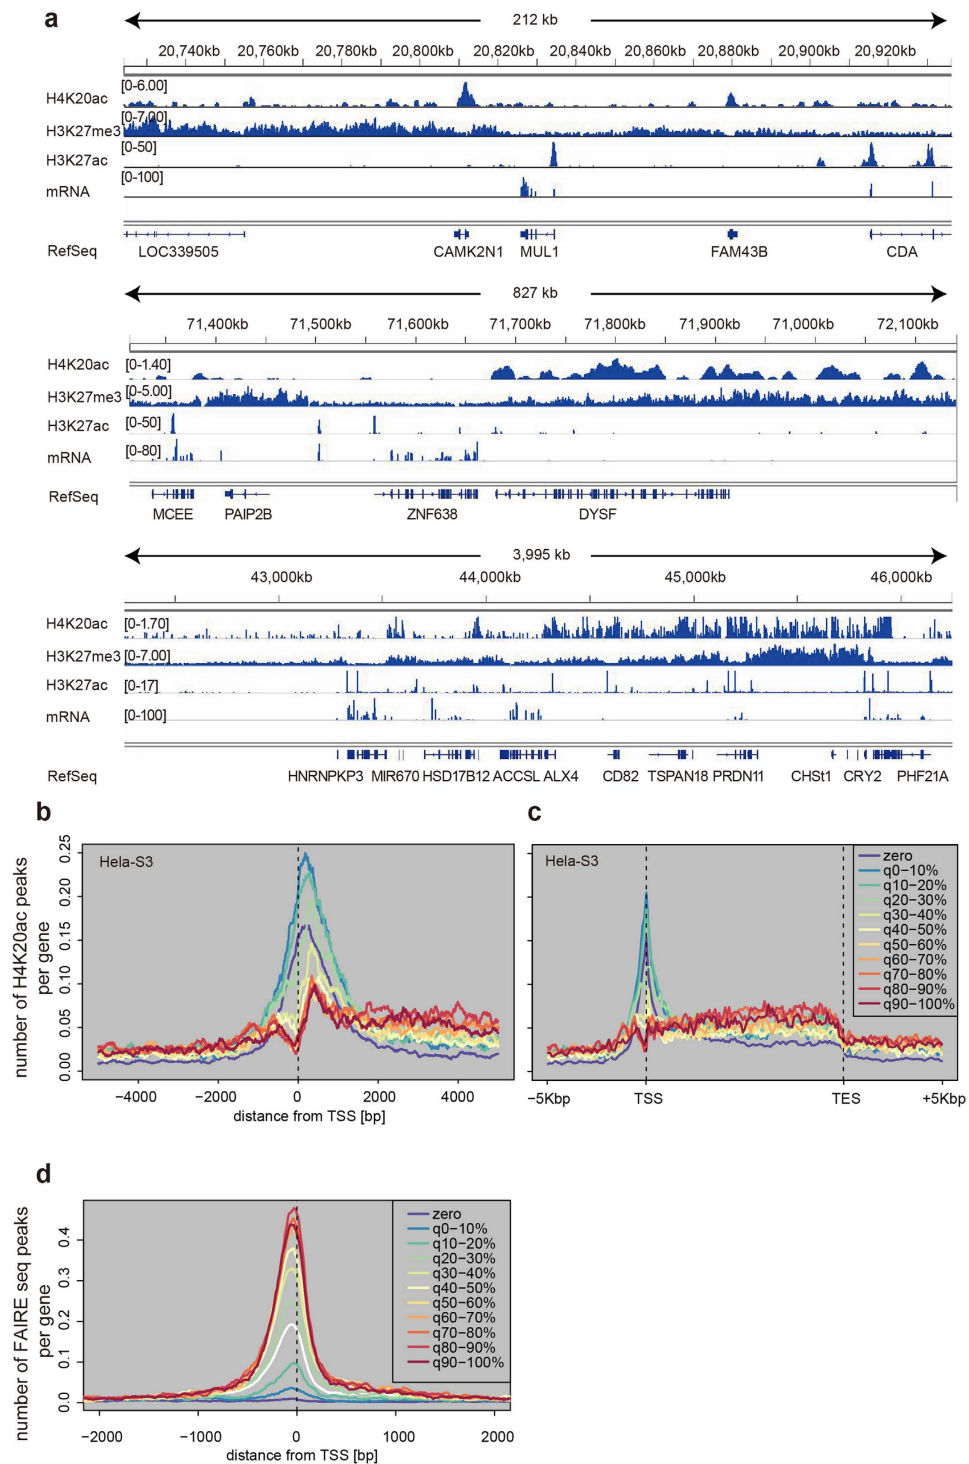 a
212 kb
20,740kb 20,760kb 20,780kb 20,800kb 20,820kb 20,840kb 20,860kb 20,880kb 20,900kb 20,920kb
H4K20ac [0-6.00]
H3K27me3 [0-7.00]
H3K27ac [0-50]
mRNA [0-100]
RefSeq LOC339505 CAMK2N1 MUL1 FAM43B CDA
827 kb
71,400kb 71,500kb 71,600kb 71,700kb 71,800kb 71,900kb 71,000kb 72,100kb
H4K20ac [0-1.40]
H3K27me3 [0-5.00]
H3K27ac [0-50]
mRNA [0-80]
RefSeq MCEE PAIP2B ZNF638 DYSF
3,995 kb
43,000kb 44,000kb 45,000kb 46,000kb
H4K20ac [0-1.70]
H3K27me3 [0-7.00]
H3K27ac [0-17]
mRNA [0-100]
RefSeq HNRNPKP3 MIR670 HSD17B12 ACCSL ALX4 CD82 TSPAN18 PRDN11 CHSt1 CRY2 PHF21A
b
Hela-S3
number of H4K20ac peaks
per gene
0.25
0.20
0.15
0.10
0.05
0.00
−4000 −2000 0 2000 4000
distance from TSS [bp]
c
Hela-S3
zero
q0−10%
q10−20%
q20−30%
q30−40%
q40−50%
q50−60%
q60−70%
q70−80%
q80−90%
q90−100%
−5Kbp TSS TES +5Kbp
d
number of FAIRE seq peaks
per gene
0.4
0.3
0.2
0.1
0.0
zero
q0−10%
q10−20%
q20−30%
q30−40%
q40−50%
q50−60%
q60−70%
q70−80%
q80−90%
q90−100%
−2000 −1000 0 1000 2000
distance from TSS [bp]